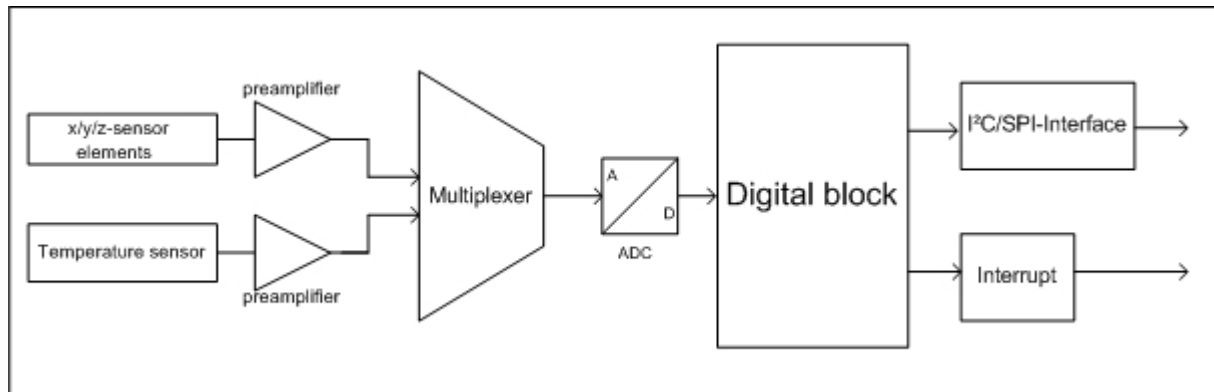 preamplifier
x/y/z-sensor
elements
Temperature sensor
preamplifier
Multiplexer
A
D
ADC
Digital block
I²C/SPI-Interface
Interrupt